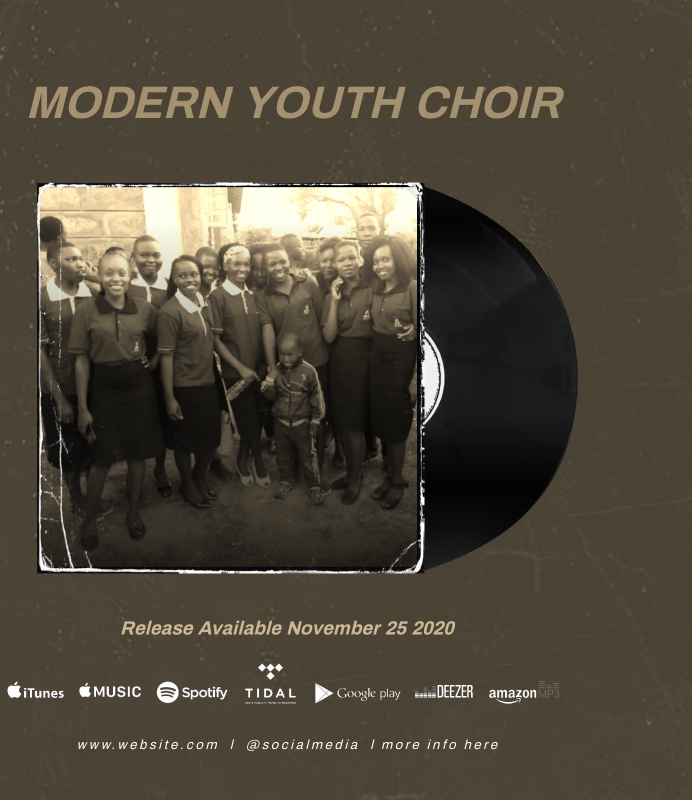 MODERN YOUTH CHOIR
Release Available November 25 2020
iTunes MUSIC Spotify TIDAL Google play DEEZER amazon MP3
www.website.com I @socialmedia I more info here